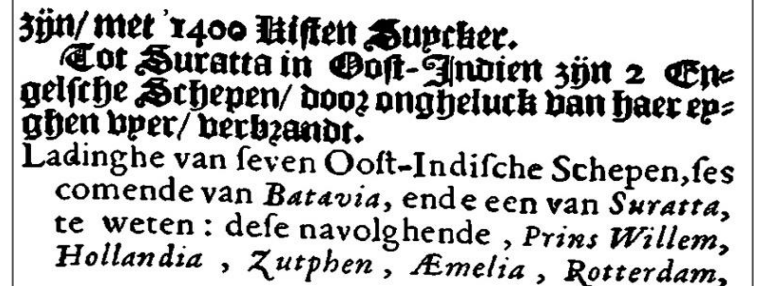 zijn/ met 1400 Kisten Suycker.
Tot Suratta in Oost-Indien zijn 2 En=
gelsche Schepen/ door ongheluck van haer ey=
ghen vyer/ verbrandt.
Ladinghe van seven Oost-Indische Schepen, ses
comende van Batavia, ende een van Suratta,
te weten : dese navolghende , Prins Willem,
Hollandia , Zutphen , Æmelia , Rotterdam,